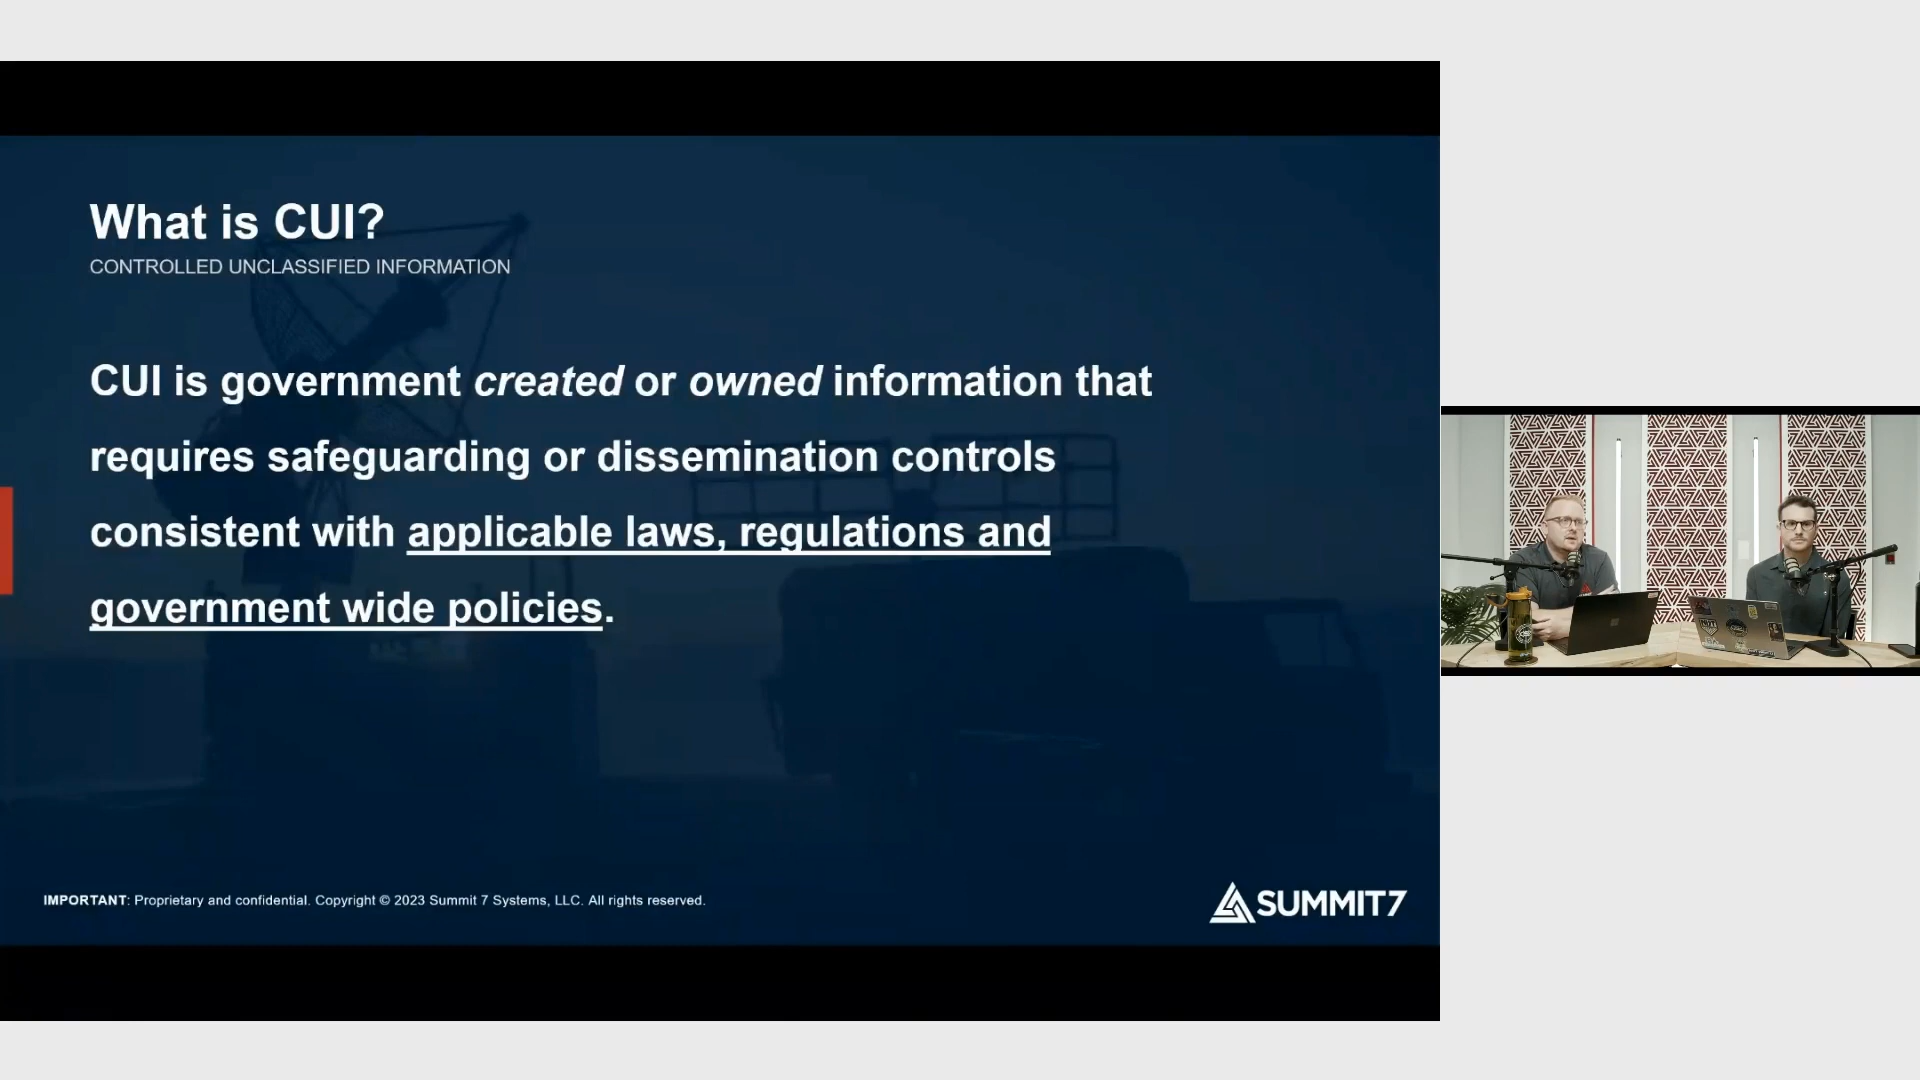 What is CUI?
CONTROLLED UNCLASSIFIED INFORMATION
CUI is government created or owned information that
requires safeguarding or dissemination controls
consistent with applicable laws, regulations and
government wide policies.
IMPORTANT: Proprietary and confidential. Copyright © 2023 Summit 7 Systems, LLC. All rights reserved.
SUMMIT7